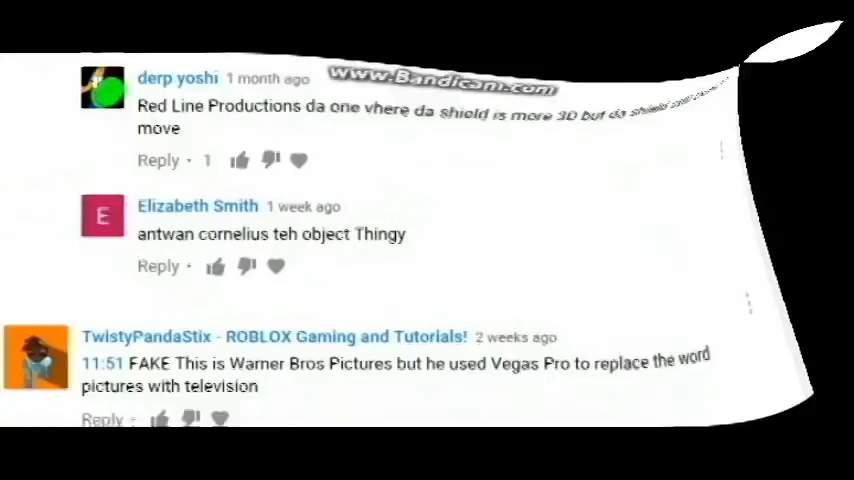 www.Bandicam.com
derp yoshi 1 month ago
Red Line Productions da one vhere da shield is more 3D but da shield
move
Reply · 1
E
Elizabeth Smith 1 week ago
antwan cornelius teh object Thingy
Reply ·
TwistyPandaStix - ROBLOX Gaming and Tutorials! 2 weeks ago
11:51 FAKE This is Warner Bros Pictures but he used Vegas Pro to replace the word
pictures with television
Reply ·